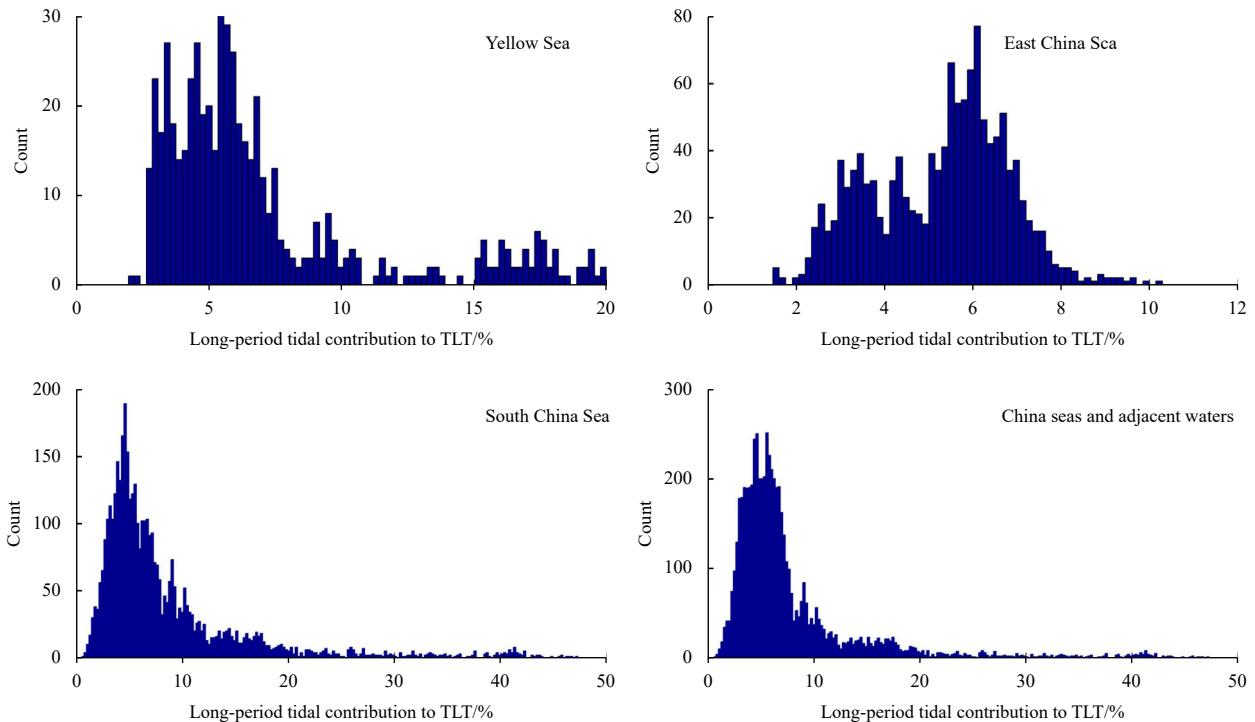 30
20
10
0
Count
Yellow Sea
0 5 10 15 20
Long-period tidal contribution to TLT/%
80
60
40
20
0
Count
East China Sca
0 2 4 6 8 10 12
Long-period tidal contribution to TLT/%
200
150
100
50
0
Count
South China Sea
0 10 20 30 40 50
Long-period tidal contribution to TLT/%
300
200
100
0
Count
China seas and adjacent waters
0 10 20 30 40 50
Long-period tidal contribution to TLT/%